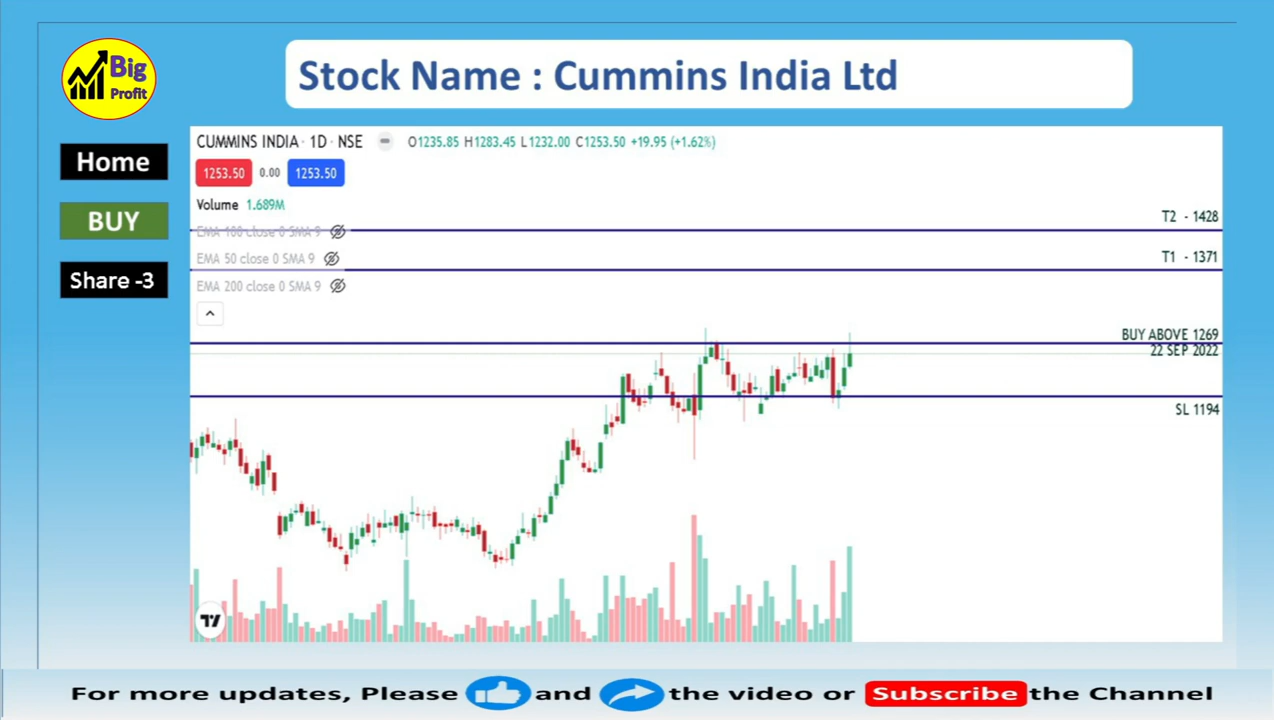 Big
Profit
Stock Name : Cummins India Ltd
Home
BUY
Share -3
CUMMINS INDIA · 1D · NSE O1235.85 H1283.45 L1232.00 C1253.50 +19.95 (+1.62%)
1253.50 0.00 1253.50
Volume 1.689M
EMA 100 close 0 SMA 9
EMA 50 close 0 SMA 9
EMA 200 close 0 SMA 9
T2 - 1428
T1 - 1371
BUY ABOVE 1269
22 SEP 2022
SL 1194
For more updates, Please and the video or Subscribe the Channel